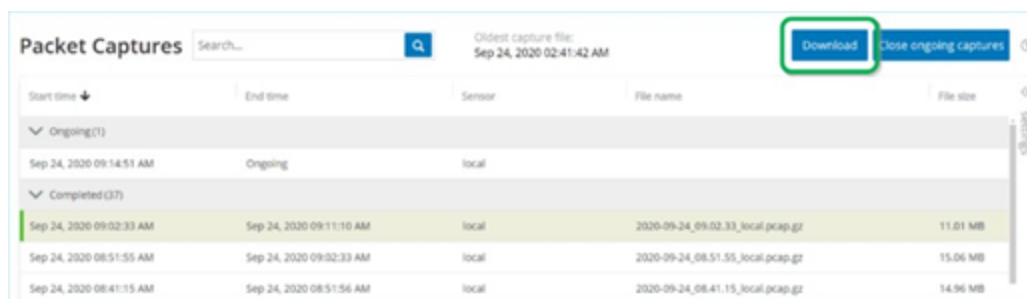 Packet Captures
Search...
Oldest capture file:
Sep 24, 2020 02:41:42 AM
Download
Close ongoing captures
Start time End time Sensor File name File size
Ongoing (1)
Sep 24, 2020 09:14:51 AM Ongoing local
Completed (37)
Sep 24, 2020 09:02:33 AM Sep 24, 2020 09:11:10 AM local 2020-09-24_09.02.33_local.pcap.gz 11.01 MB
Sep 24, 2020 08:51:55 AM Sep 24, 2020 09:02:33 AM local 2020-09-24_08.51.55_local.pcap.gz 15.06 MB
Sep 24, 2020 08:41:15 AM Sep 24, 2020 08:51:56 AM local 2020-09-24_08.41.15_local.pcap.gz 14.96 MB